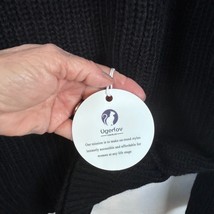 Ugerlov
Our mission is to make on-trend styles
instantly accessible and affordable for
women in any life stage.